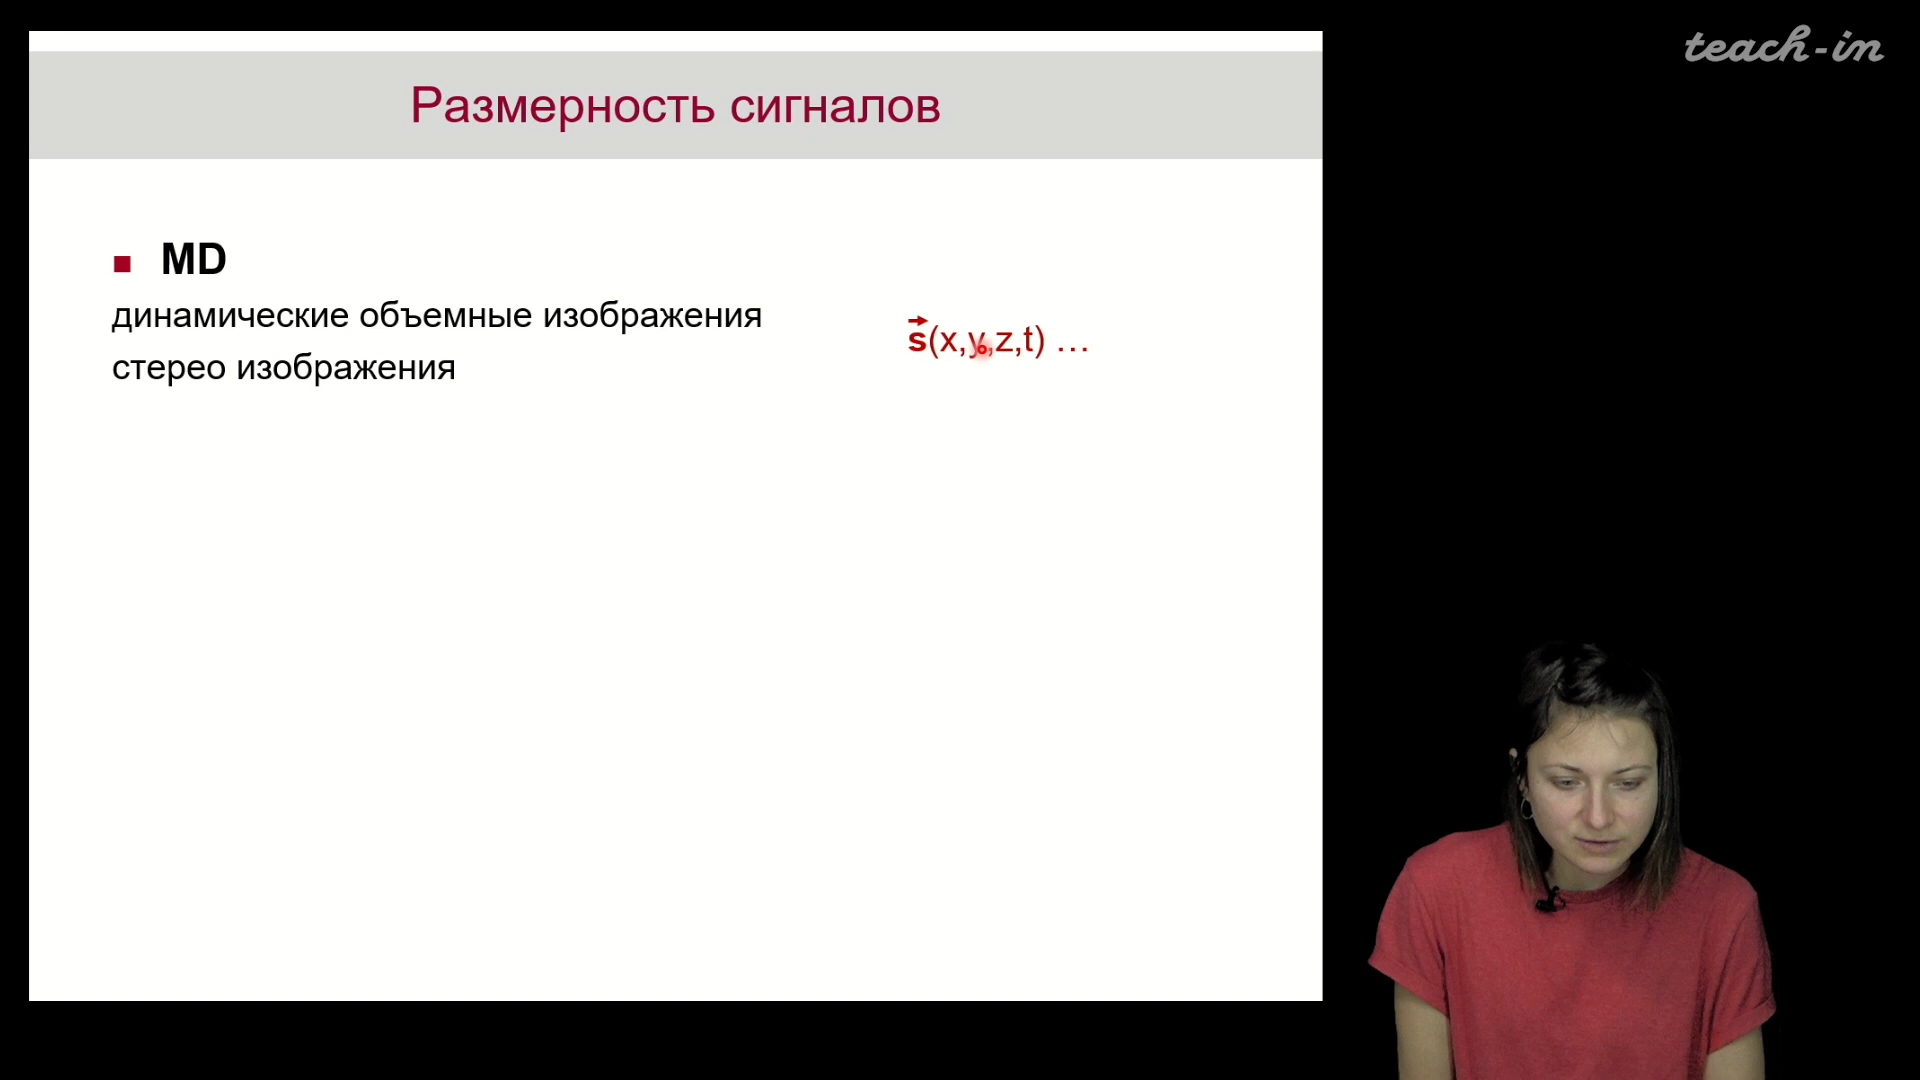 teach-in
Размерность сигналов
MD
динамические объемные изображения
стерео изображения
s⃗(x,y,z,t) …